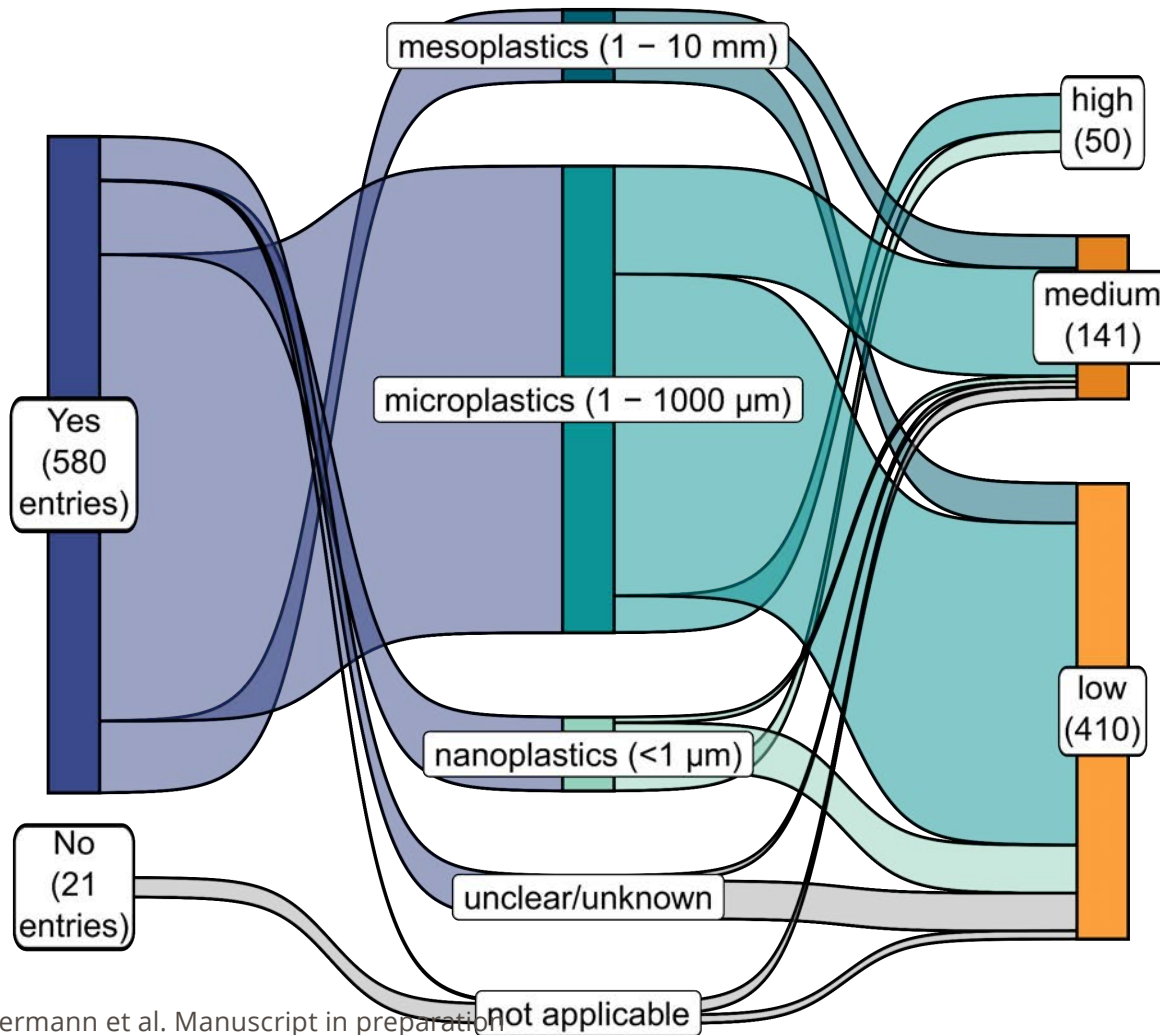 mesoplastics (1 − 10 mm)
high
(50)
medium
(141)
microplastics (1 − 1000 µm)
Yes
(580
entries)
low
(410)
nanoplastics (<1 µm)
No
(21
entries)
unclear/unknown
not applicable
ermann et al. Manuscript in preparation